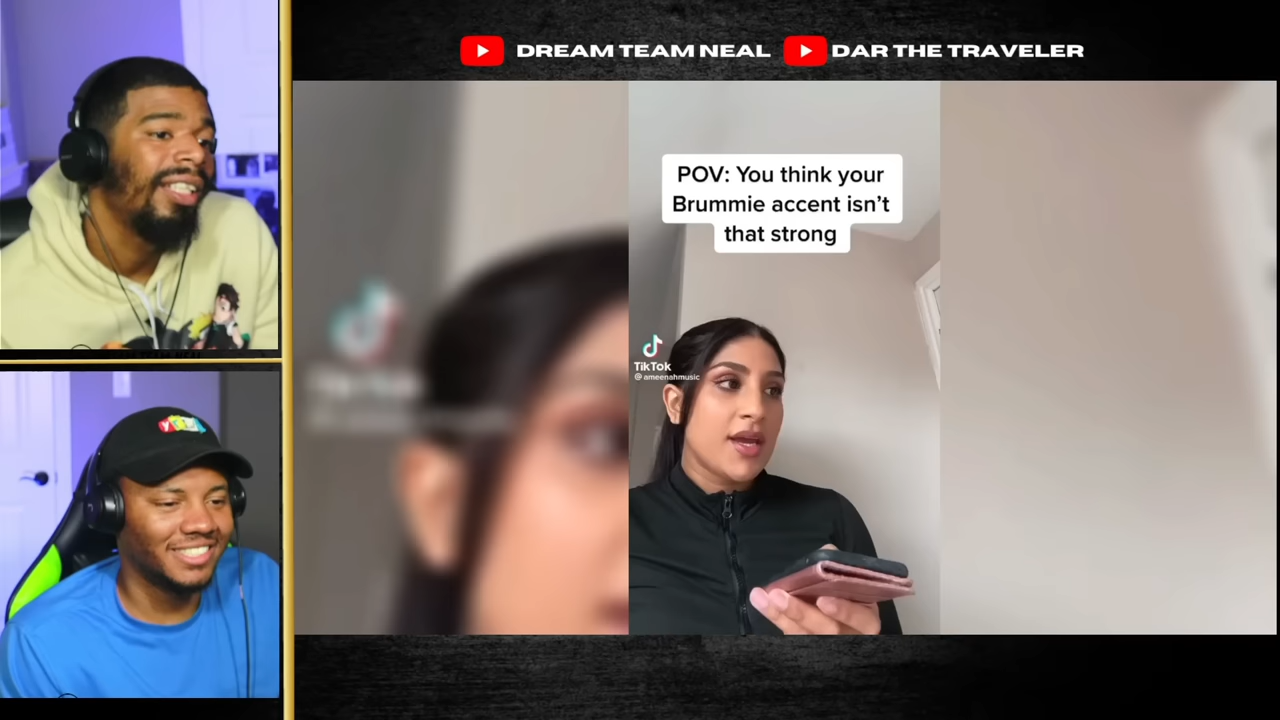 DREAM TEAM NEAL
DAR THE TRAVELER
POV: You think your
Brummie accent isn't
that strong
TikTok
@ameenahmusic